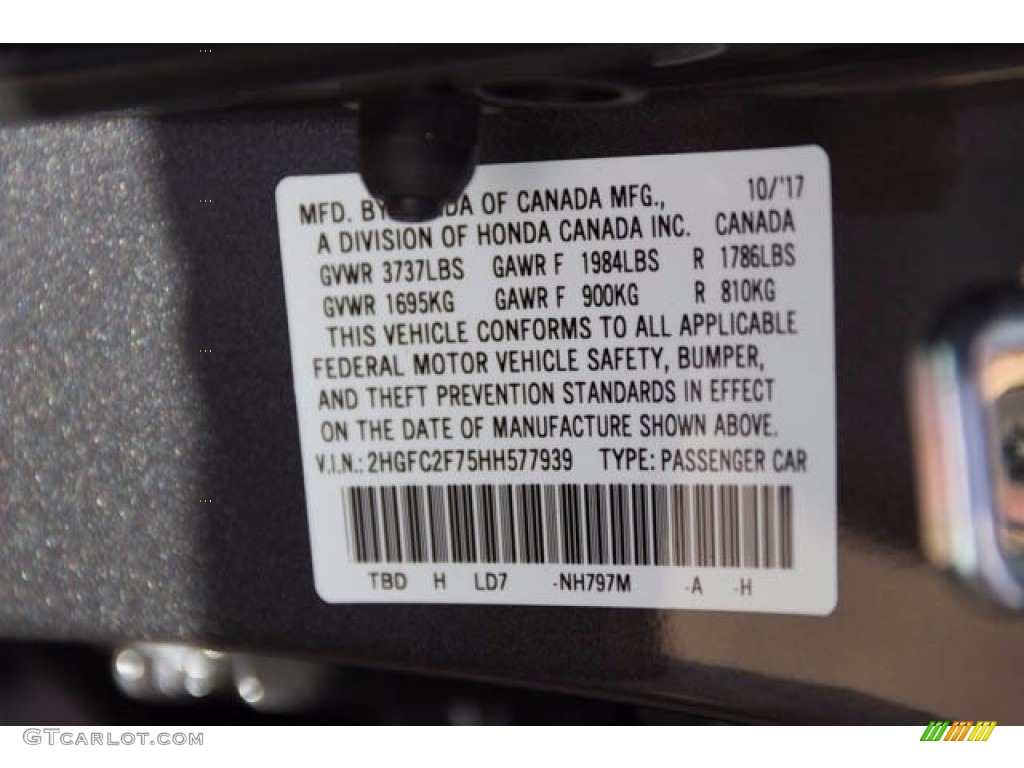 MFD. BY HONDA OF CANADA MFG., 10/'17
A DIVISION OF HONDA CANADA INC. CANADA
GVWR 3737LBS GAWR F 1984LBS R 1786LBS
GVWR 1695KG GAWR F 900KG R 810KG
THIS VEHICLE CONFORMS TO ALL APPLICABLE
FEDERAL MOTOR VEHICLE SAFETY, BUMPER,
AND THEFT PREVENTION STANDARDS IN EFFECT
ON THE DATE OF MANUFACTURE SHOWN ABOVE.
V.I.N.: 2HGFC2F75HH577939 TYPE: PASSENGER CAR
TBD H LD7 -NH797M -A -H
GTCARLOT.COM